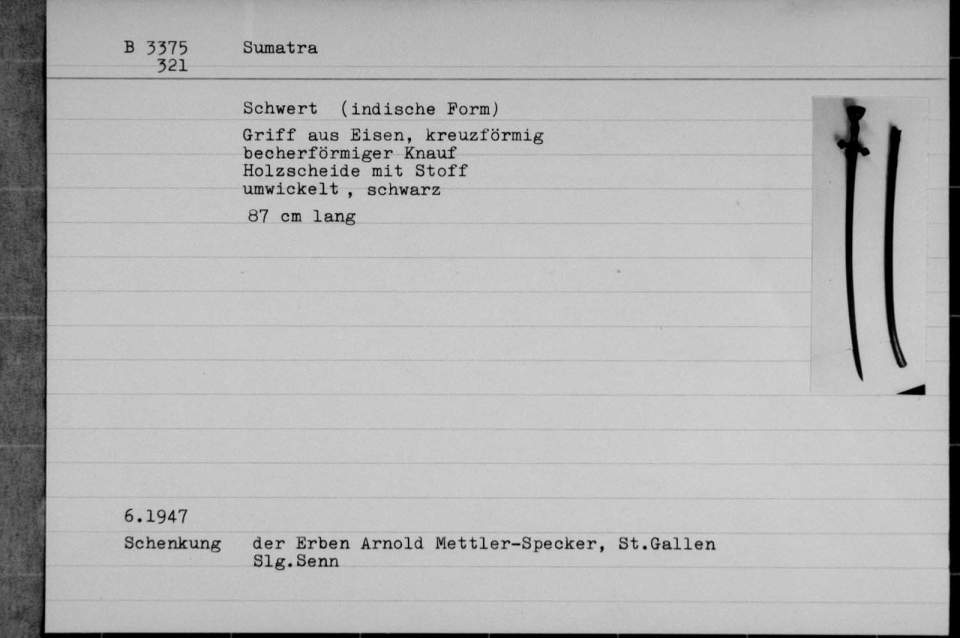 B 3375 Sumatra
321
Schwert (indische Form)
Griff aus Eisen, kreuzförmig
becherförmiger Knauf
Holzscheide mit Stoff
umwickelt, schwarz
87 cm lang
6.1947
Schenkung der Erben Arnold Mettler-Specker, St.Gallen
Slg.Senn